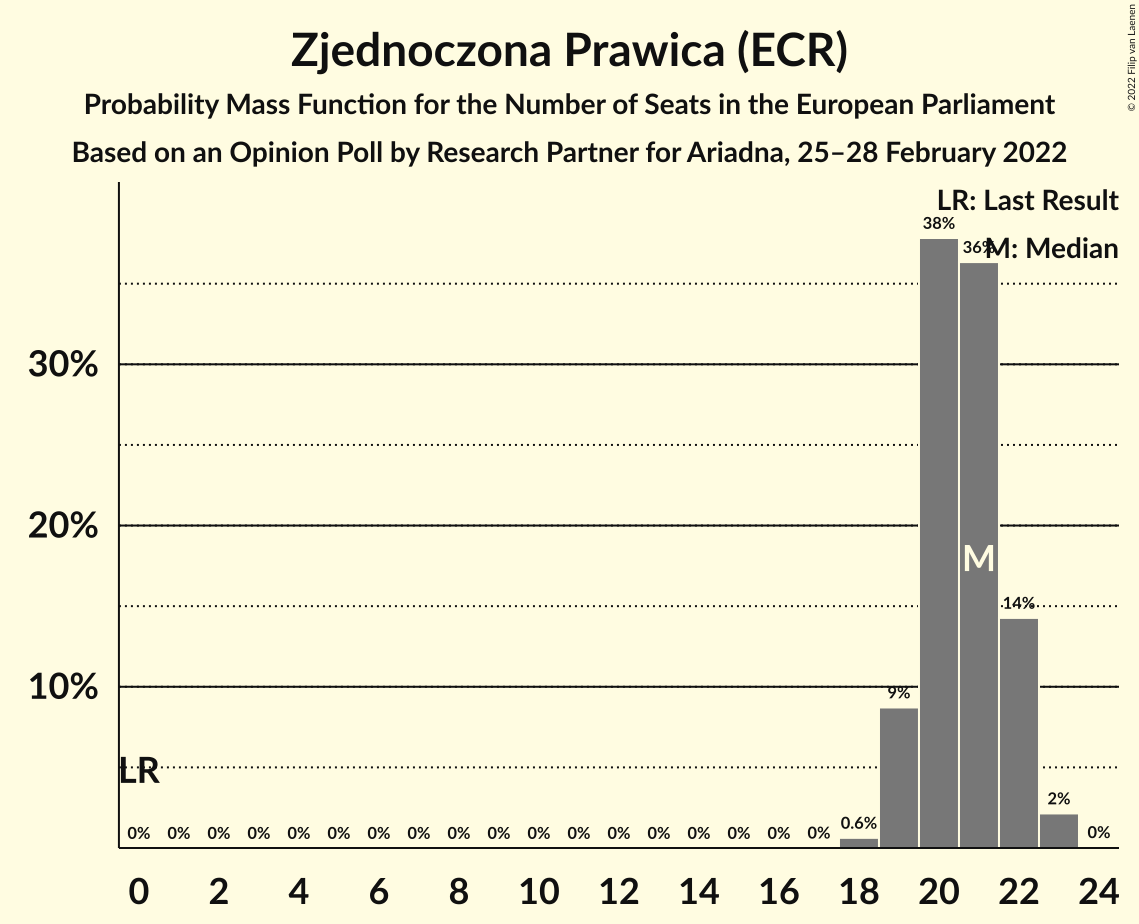 Zjednoczona Prawica (ECR)
Probability Mass Function for the Number of Seats in the European Parliament
Based on an Opinion Poll by Research Partner for Ariadna, 25–28 February 2022
© 2022 Filip van Laenen
LR: Last Result
M: Median
38%
36%
30%
20%
M
14%
10%
9%
LR
0% 0% 0% 0% 0% 0% 0% 0% 0% 0% 0% 0% 0% 0% 0% 0% 0% 0% 0.6% 2% 0%
0 2 4 6 8 10 12 14 16 18 20 22 24